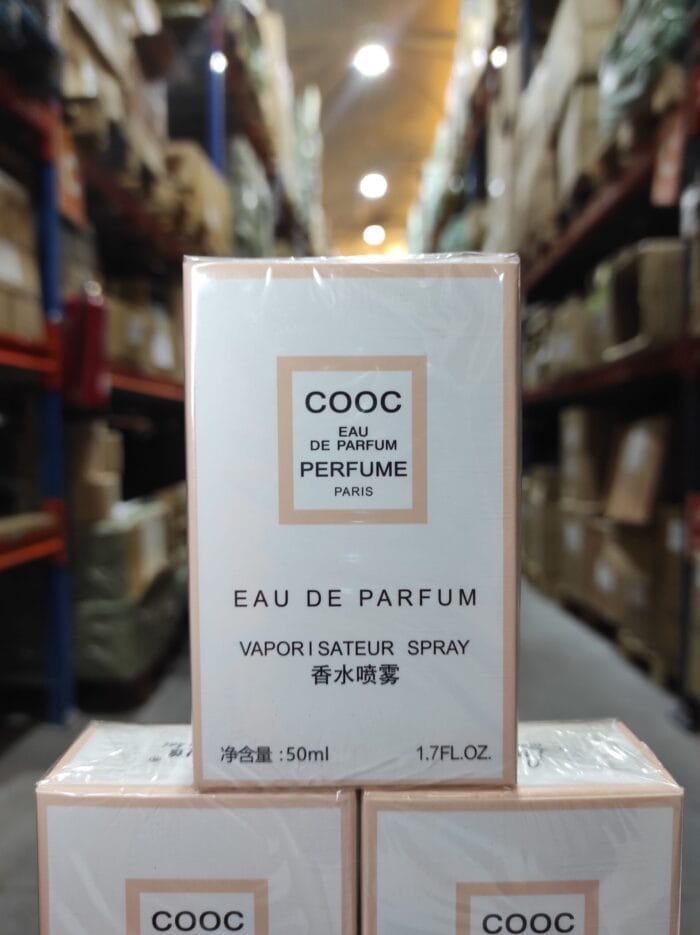 COOC
EAU
DE PARFUM
PERFUME
PARIS
EAU DE PARFUM
VAPORISATEUR SPRAY
香水喷雾
净含量:50ml
1.7FL.OZ.
COOC
COOC